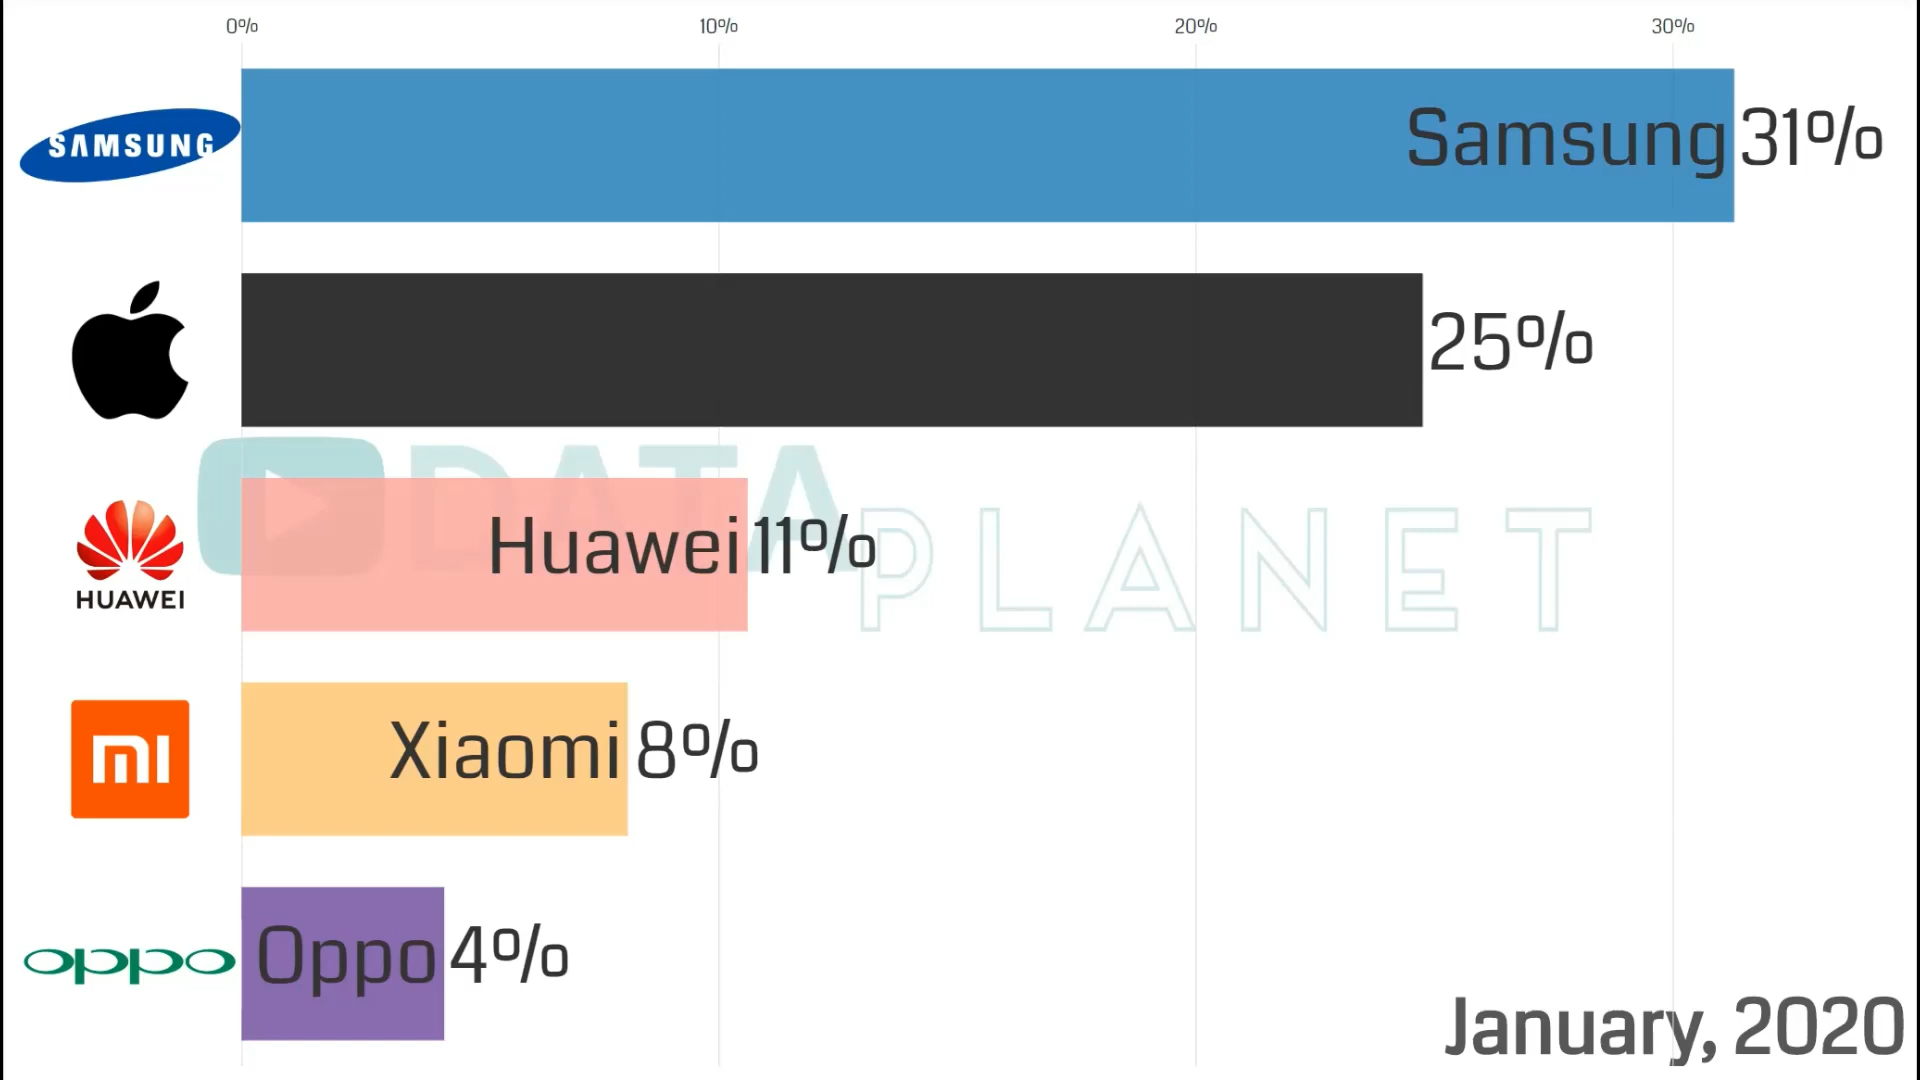 0% 10% 20% 30%
SAMSUNG Samsung 31%
25%
DATA
HUAWEI Huawei 11%
PLANET
mi Xiaomi 8%
oppo Oppo 4%
January, 2020